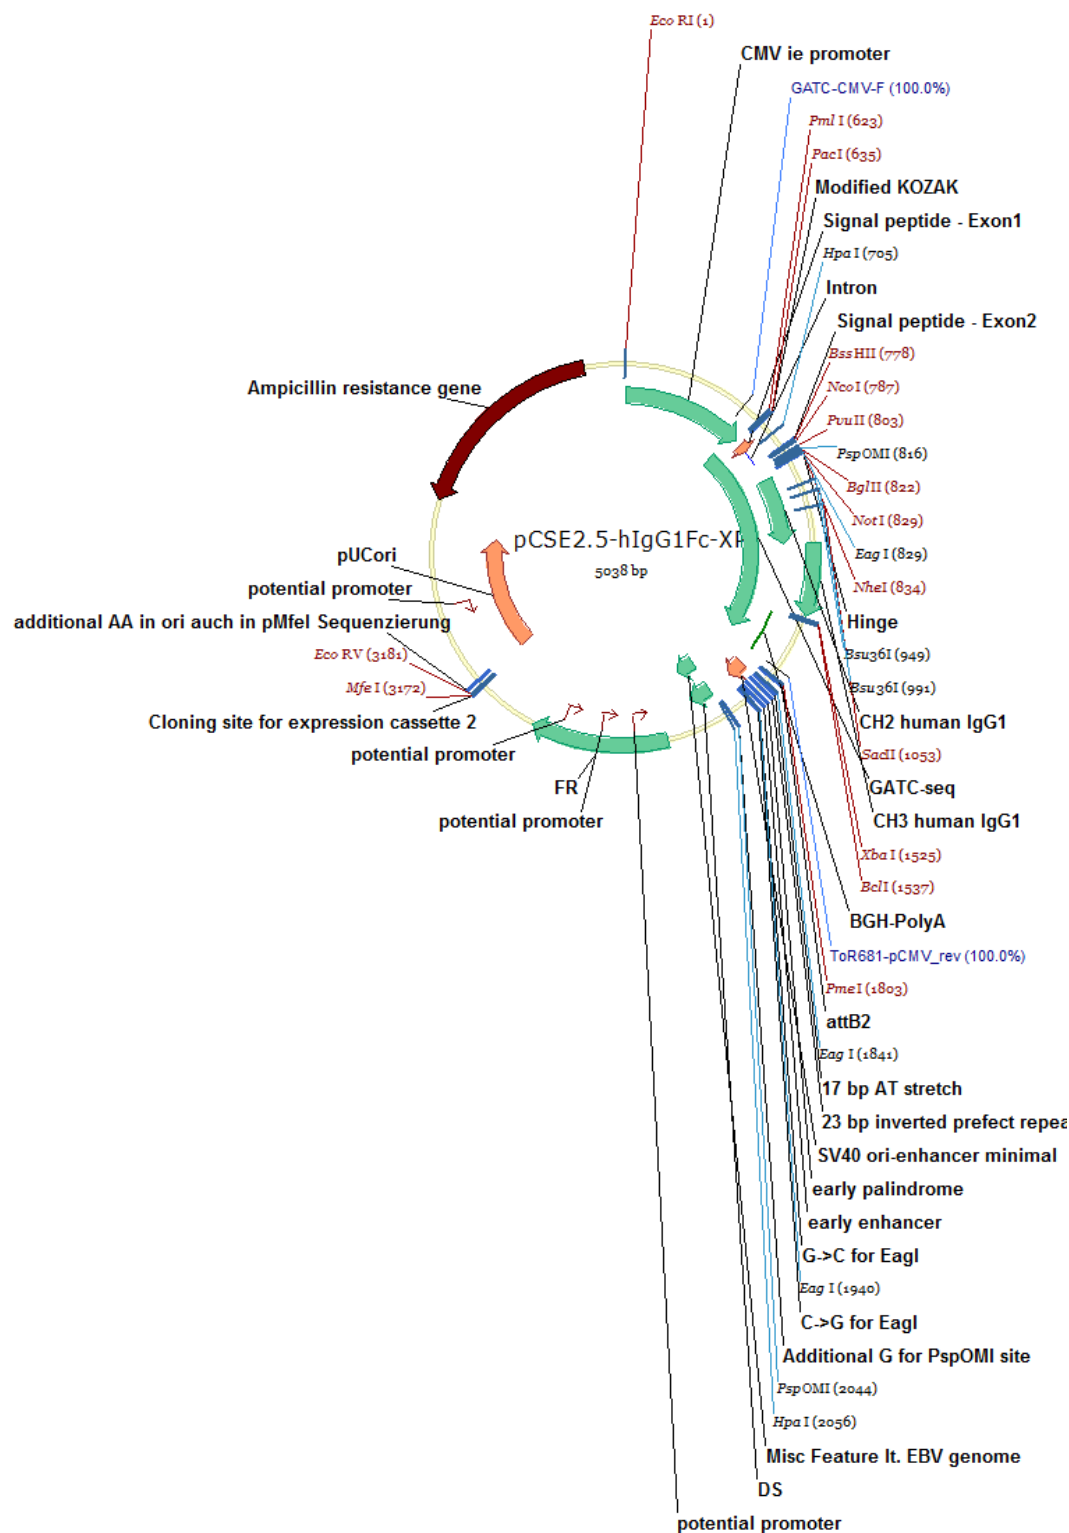 Eco RI (1)
CMV ie promoter
GATC-CMV-F (100.0%)
Pml I (623)
Pac I (635)
Modified KOZAK
Signal peptide - Exon1
Hpa I (705)
Intron
Signal peptide - Exon2
Bss HII (778)
Nco I (787)
Pvu II (803)
Psp OMI (816)
Bgl II (822)
Not I (829)
Eag I (829)
Nhe I (834)
Hinge
Bsu 36I (949)
Bsu 36I (991)
CH2 human IgG1
Sac II (1053)
GATC-seq
CH3 human IgG1
Xba I (1525)
Bcl I (1537)
BGH-PolyA
ToR681-pCMV_rev (100.0%)
Pme I (1803)
attB2
Eag I (1841)
17 bp AT stretch
23 bp inverted prefect repea
SV40 ori-enhancer minimal
early palindrome
early enhancer
G->C for EagI
Eag I (1940)
C->G for EagI
Additional G for PspOMI site
Psp OMI (2044)
Hpa I (2056)
Misc Feature lt. EBV genome
DS
potential promoter
potential promoter
FR
potential promoter
Cloning site for expression cassette 2
Mfe I (3172)
Eco RV (3181)
additional AA in ori auch in pMfeI Sequenzierung
potential promoter
pUCori
Ampicillin resistance gene
pCSE2.5-hIgG1Fc-XP
5038 bp